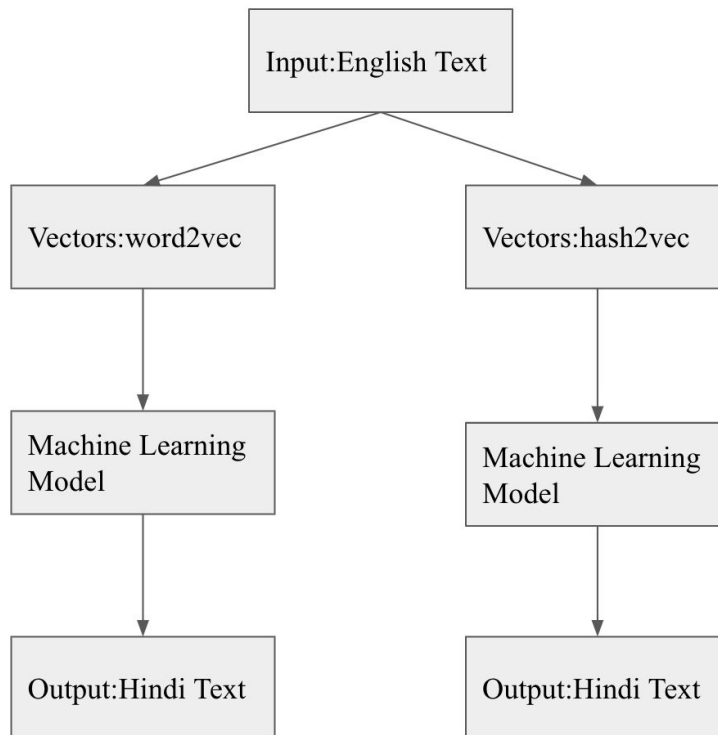 Input:English Text
Vectors:word2vec
Vectors:hash2vec
Machine Learning
Model
Machine Learning
Model
Output:Hindi Text
Output:Hindi Text